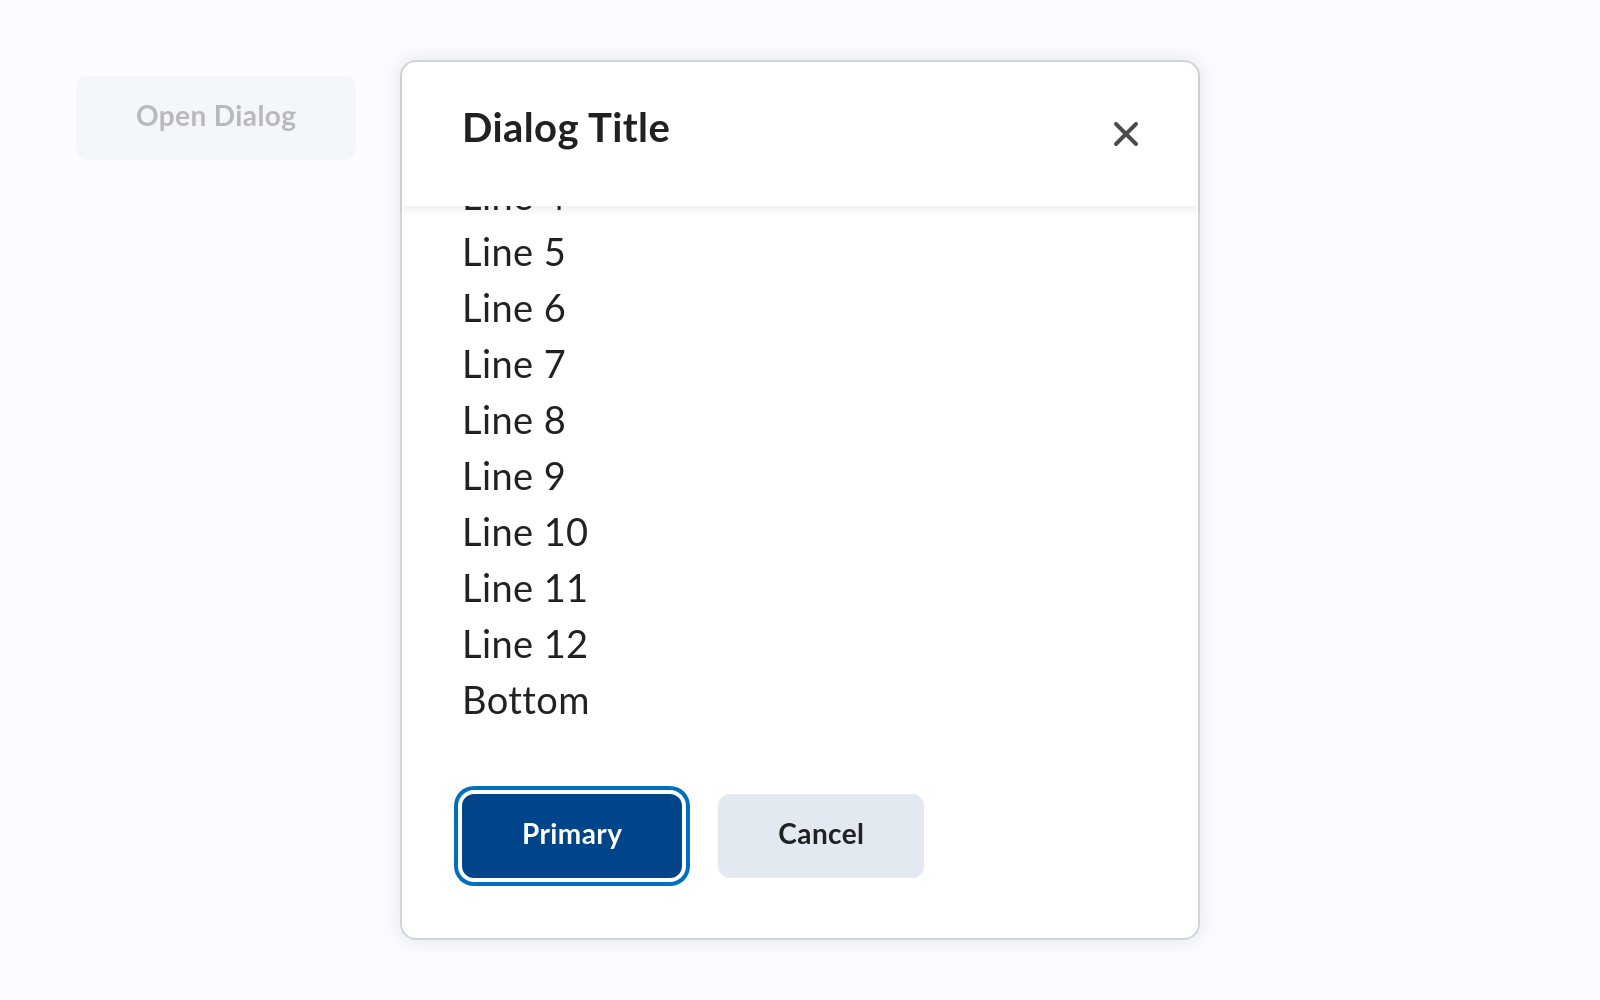 Open Dialog
Dialog Title
Line 5
Line 6
Line 7
Line 8
Line 9
Line 10
Line 11
Line 12
Bottom
Primary
Cancel